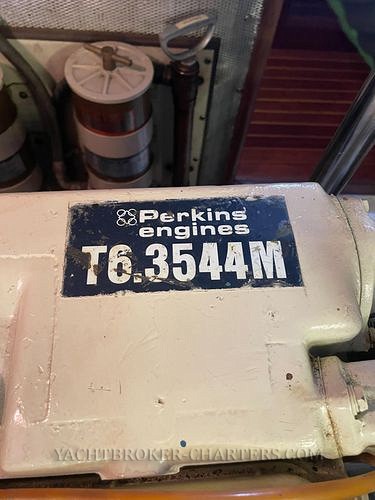 Perkins
engines
T6.3544M
YACHTBROKER-CHARTERS.COM